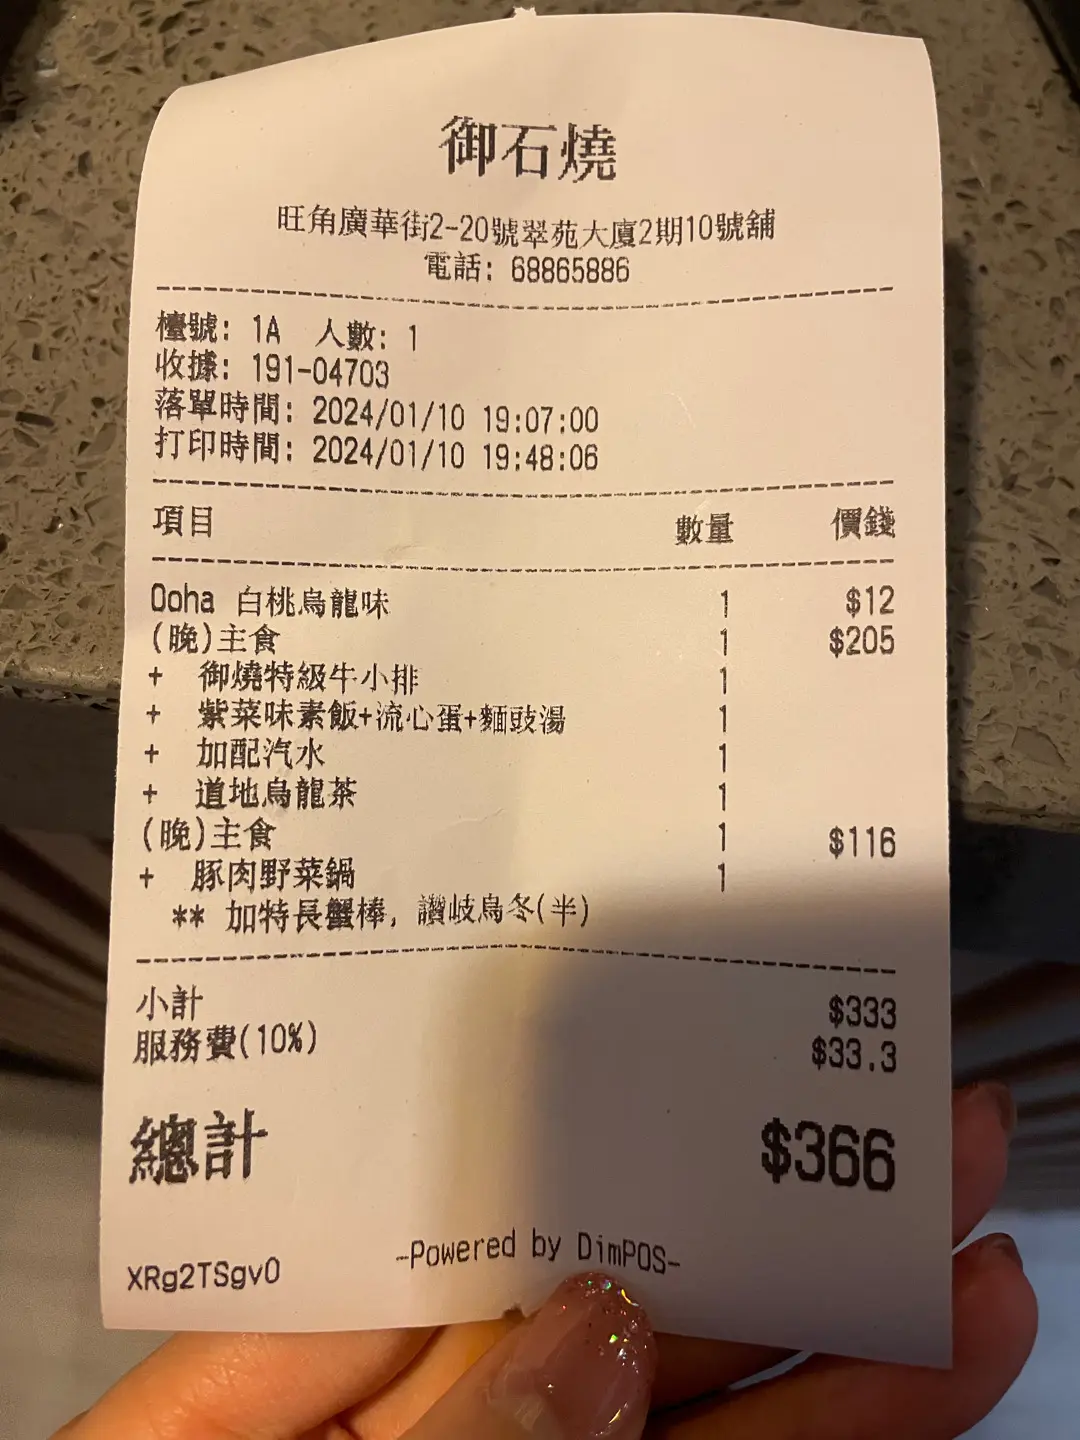 御石燒
旺角廣華街2-20號翠苑大廈2期10號舖
電話: 68865886
檯號: 1A 人數: 1
收據: 191-04703
落單時間: 2024/01/10 19:07:00
打印時間: 2024/01/10 19:48:06
項目 數量 價錢
Ooha 白桃烏龍味 1 $12
(晚)主食 1 $205
+ 御燒特級牛小排 1
+ 紫菜味素飯+流心蛋+麵豉湯 1
+ 加配汽水 1
+ 道地烏龍茶 1
(晚)主食 1 $116
+ 豚肉野菜鍋 1
** 加特長蟹棒, 讚岐烏冬(半)
小計 $333
服務費(10%) $33.3
總計 $366
-Powered by DimPOS-
XRg2TSgv0